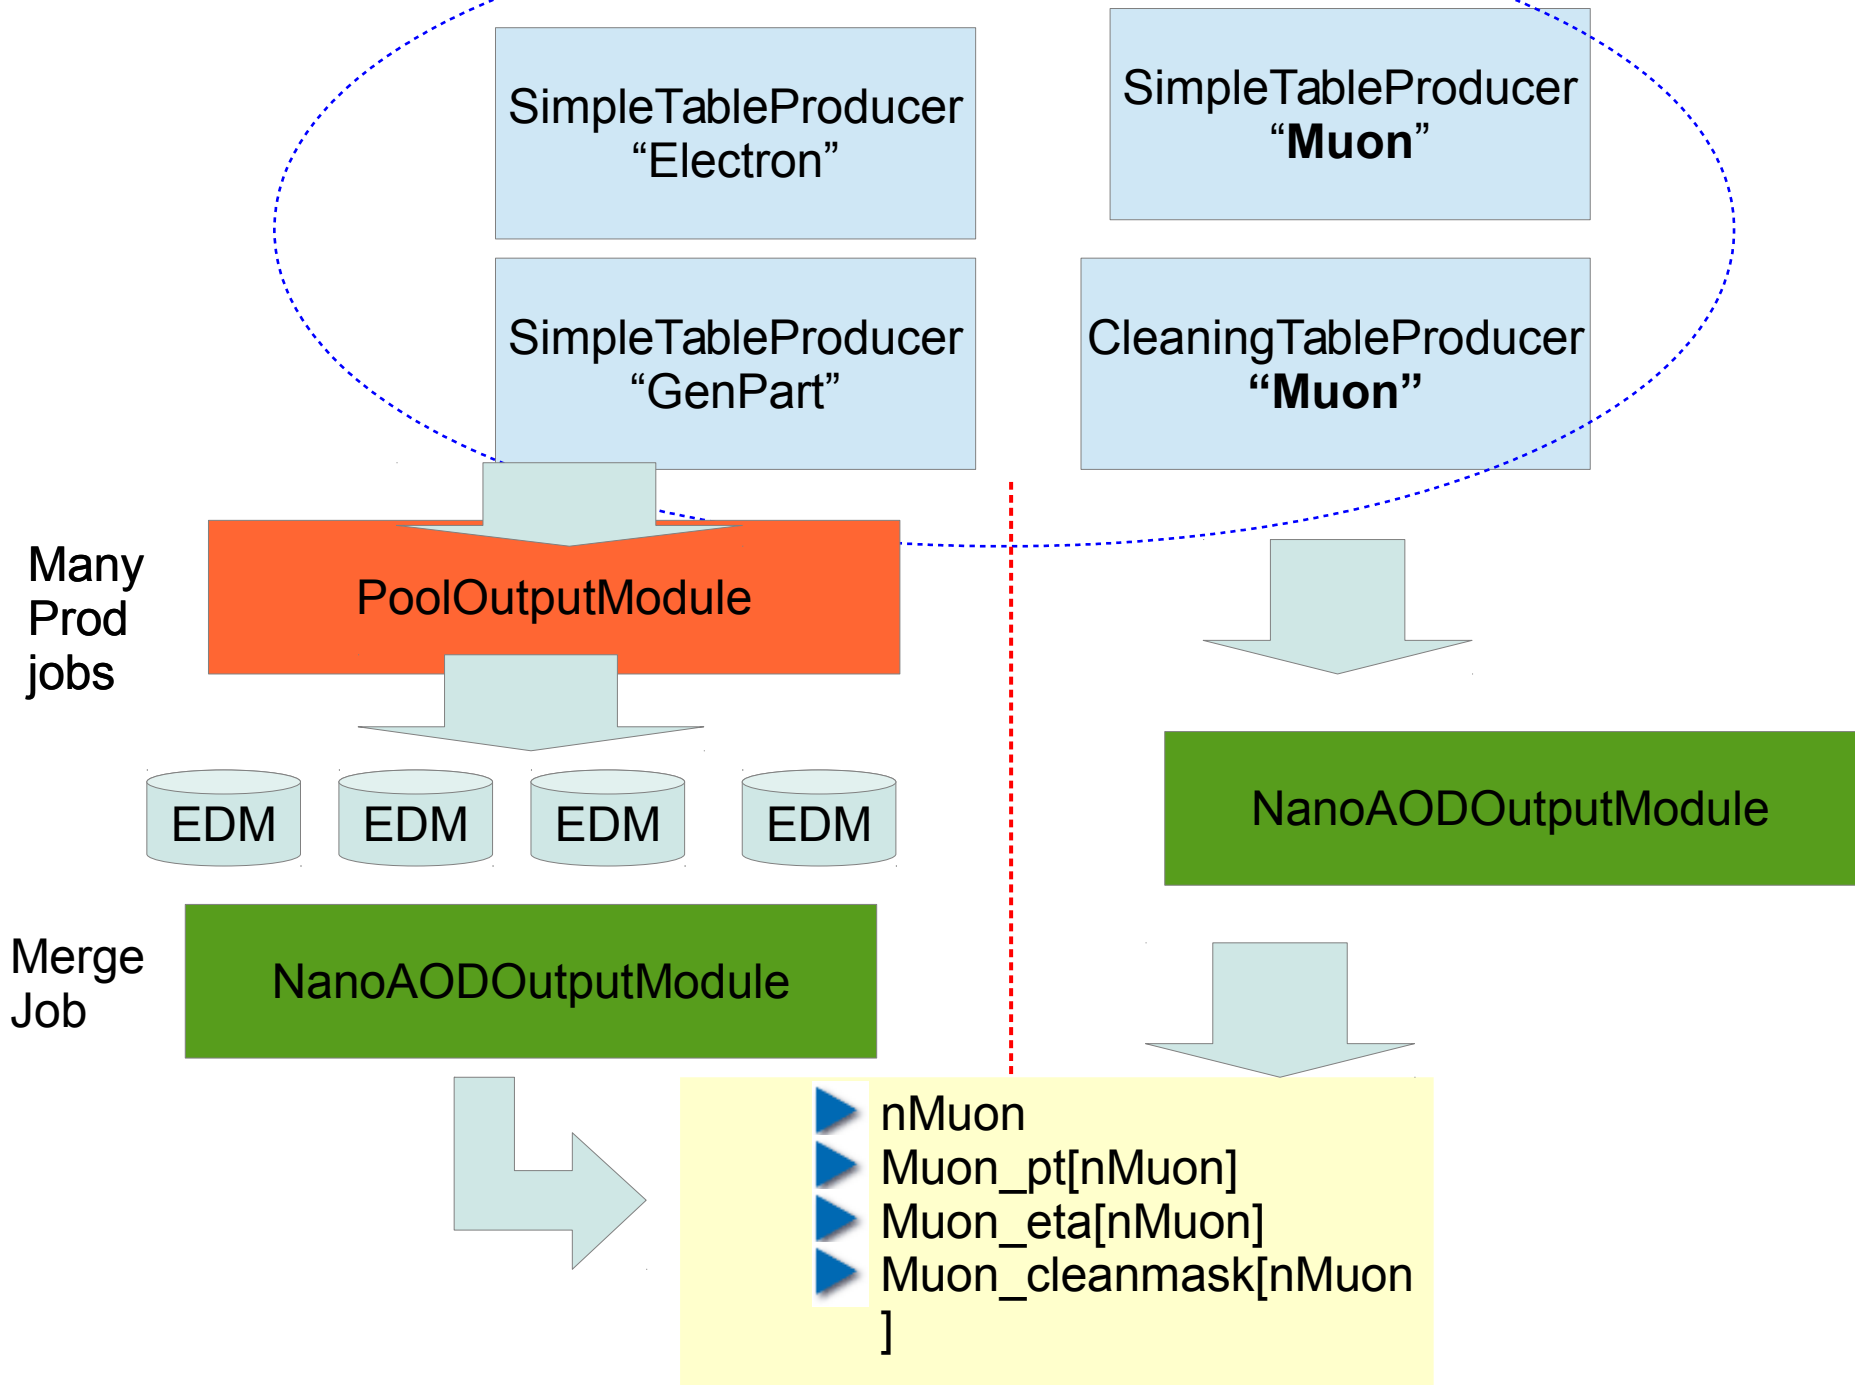 SimpleTableProducer
“Electron”
SimpleTableProducer
“Muon”
SimpleTableProducer
“GenPart”
CleaningTableProducer
“Muon”
Many
Prod
jobs
PoolOutputModule
EDM
EDM
EDM
EDM
NanoAODOutputModule
Merge
Job
NanoAODOutputModule
nMuon
Muon_pt[nMuon]
Muon_eta[nMuon]
Muon_cleanmask[nMuon
]